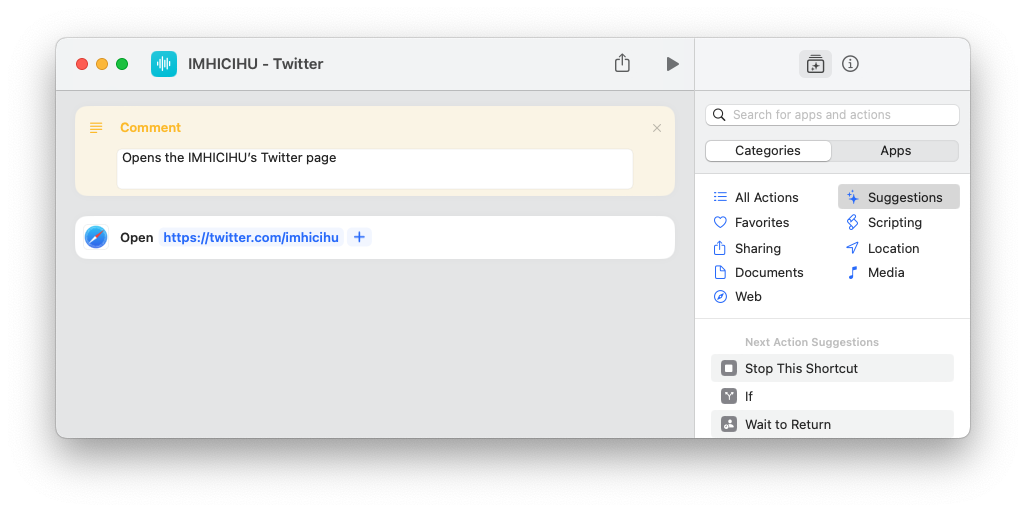 IMHICIHU - Twitter
Comment
Opens the IMHICIHU’s Twitter page
Open https://twitter.com/imhicihu +
Search for apps and actions
Categories Apps
All Actions Suggestions
Favorites Scripting
Sharing Location
Documents Media
Web
Next Action Suggestions
Stop This Shortcut
If
Wait to Return